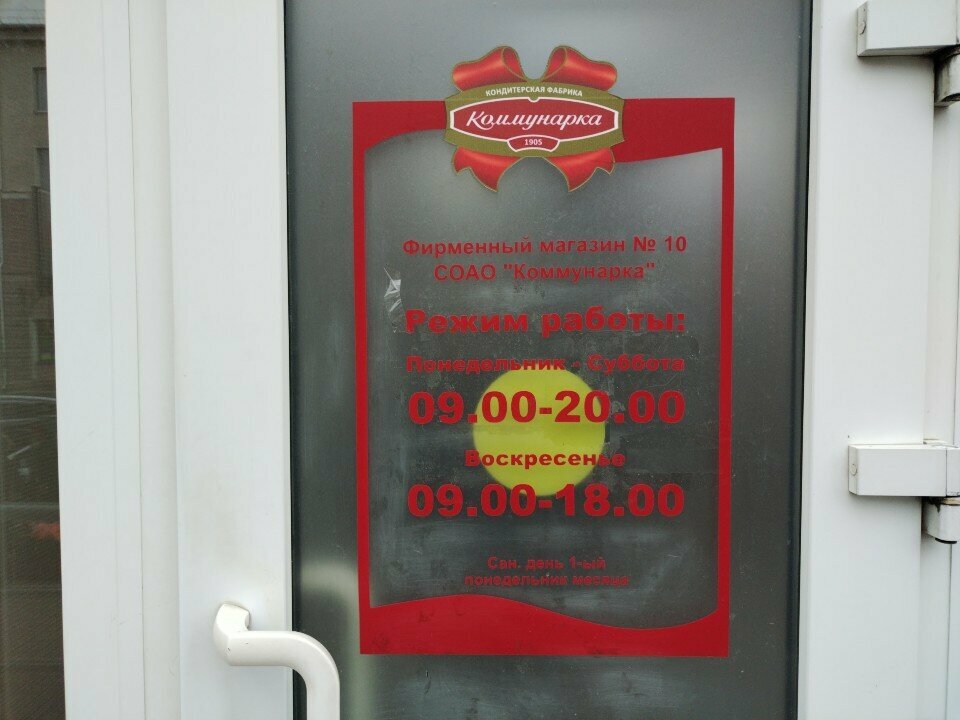 КОНДИТЕРСКАЯ ФАБРИКА
Коммунарка
1905
Фирменный магазин № 10
СОАО "Коммунарка"
Режим работы:
Понедельник - Суббота
09.00-20.00
Воскресенье
09.00-18.00
Сан. день 1-ый
понедельник месяца